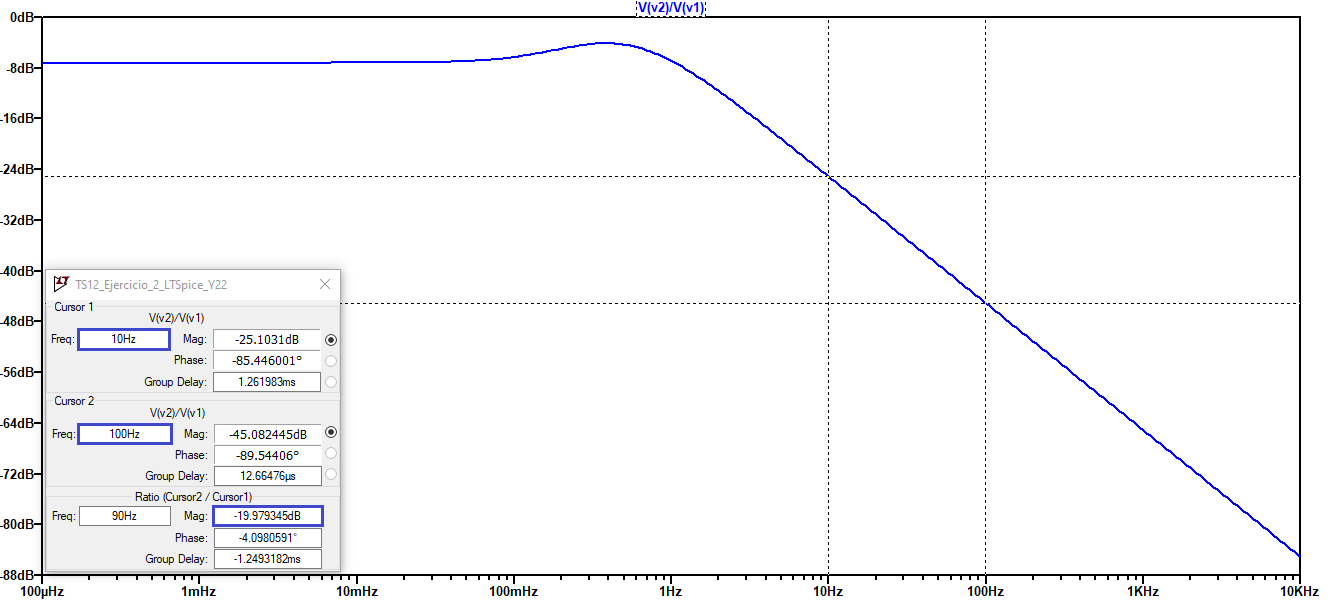 V(v2)/V(v1)
0dB
-8dB
-16dB
-24dB
-32dB
-40dB
-48dB
-56dB
-64dB
-72dB
-80dB
-88dB
TS12_Ejercicio_2_LTSpice_Y22
Cursor 1
V(v2)/V(v1)
Freq: 10Hz Mag: -25.1031dB
Phase: -85.446001°
Group Delay: 1.261983ms
Cursor 2
V(v2)/V(v1)
Freq: 100Hz Mag: -45.082445dB
Phase: -89.54406°
Group Delay: 12.66476µs
Ratio (Cursor2 / Cursor1)
Freq: 90Hz Mag: -19.979345dB
Phase: -4.0980591°
Group Delay: -1.2493182ms
100µHz 1mHz 10mHz 100mHz 1Hz 10Hz 100Hz 1KHz 10KHz